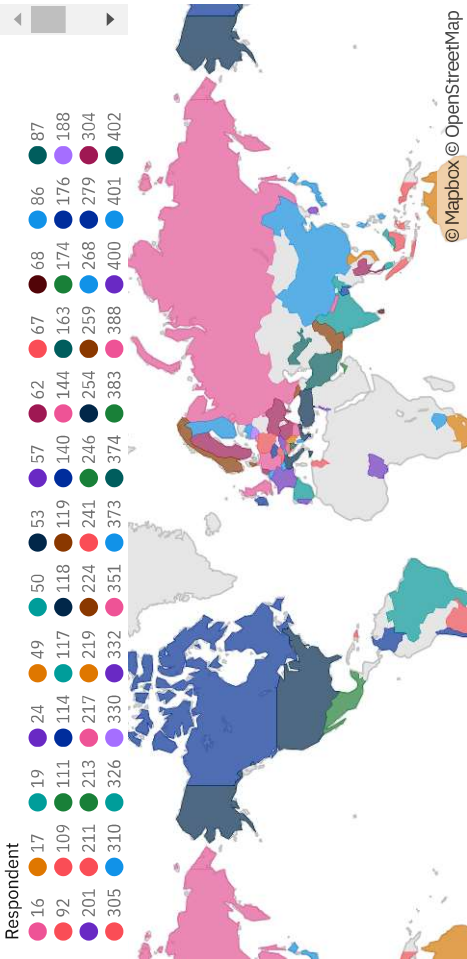 Respondent
16 17 19 24 49 50 53 57 62 67 68 86 87
92 109 111 114 117 118 119 140 144 163 174 176 188
201 211 213 217 219 224 241 246 254 259 268 279 304
305 310 326 330 332 351 373 374 383 388 400 401 402
© Mapbox © OpenStreetMap